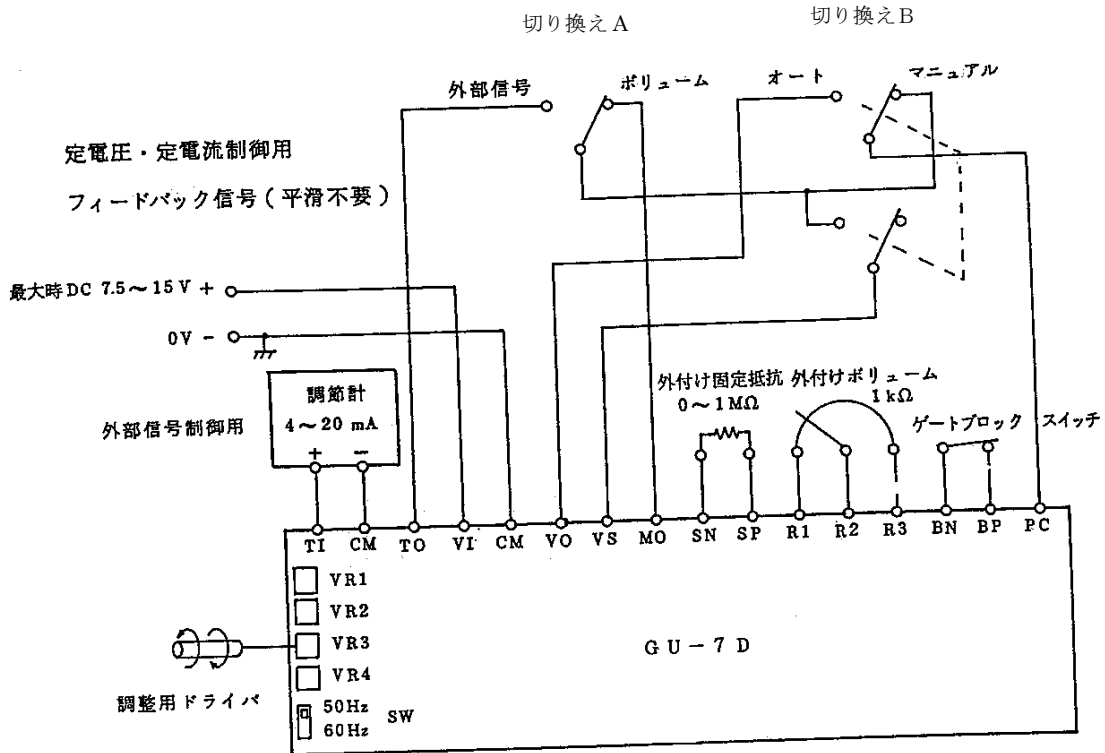 切り換えA
切り換えB
外部信号
ボリューム
オート
マニュアル
定電圧・定電流制御用
フィードバック信号(平滑不要)
最大時DC 7.5～15V +
0V -
調節計
4～20 mA
+ -
外部信号制御用
外付け固定抵抗
0～1MΩ
外付けボリューム
1kΩ
ゲートブロックスイッチ
TI CM TO VI CM VO VS MO SN SP R1 R2 R3 BN BP PC
VR1
VR2
VR3
VR4
調整用ドライバ
50Hz
60Hz
SW
GU-7D